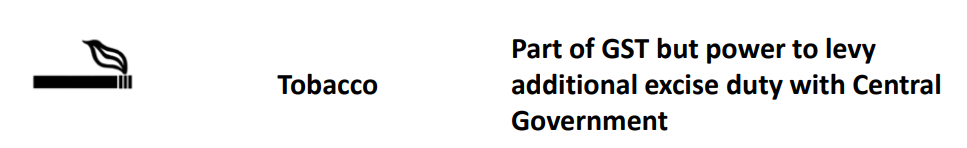 Tobacco
Part of GST but power to levy
additional excise duty with Central
Government